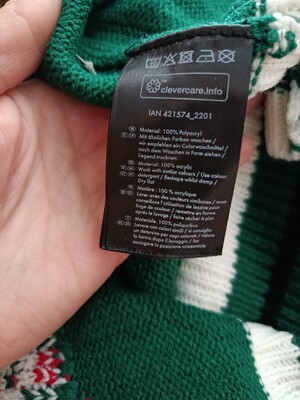 clevercare.info
IAN 421574_2201
Material: 100% Polyacryl
Mit ähnlichen Farben waschen /
wir empfehlen ein Colorwaschmittel /
nach dem Waschen in Form ziehen /
liegend trocknen
Material: 100% acrylic
Wash with similar colours / Use colour
detergent / Reshape whilst damp /
Dry flat
Matière : 100 % acrylique
Laver avec des couleurs similaires / nous
conseillons l'utilisation de lessive pour
linge de couleur / remettre en forme
après le lavage / faire sécher à plat
Materiale: 100% poliacrilico
Lavare con colori simili / si consiglia
un detersivo per capi colorati / ridare
la forma dopo il lavaggio / far
asciugare in posizione orizzontale